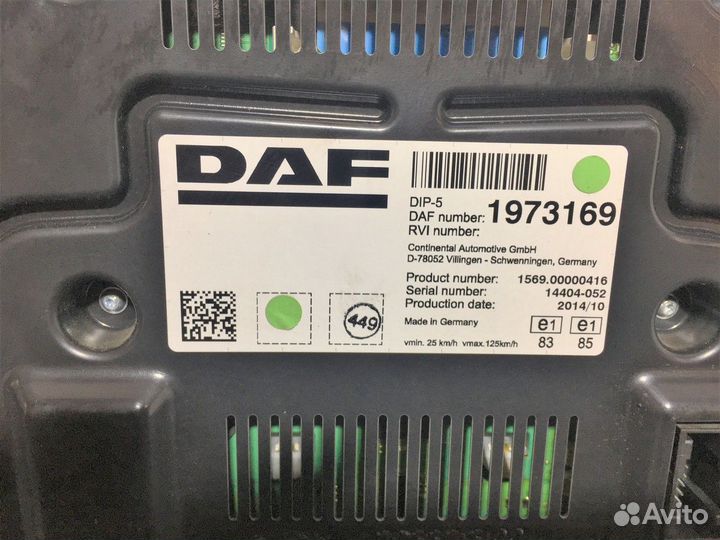 DAF
DIP-5
DAF number: 1973169
RVI number:
Continental Automotive GmbH
D-78052 Villingen - Schwenningen, Germany
Product number: 1569.00000416
Serial number: 14404-052
Production date: 2014/10
449
Made in Germany
e1 e1
vmin. 25 km/h vmax.125km/h 83 85
Avito